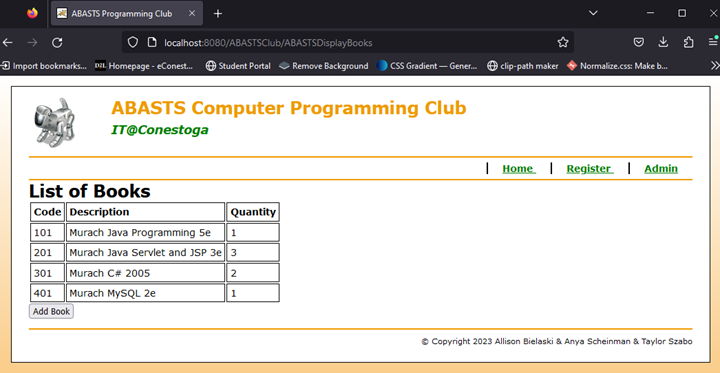 ABASTS Programming Club
localhost:8080/ABASTSClub/ABASTSDisplayBooks
Import bookmarks... D2L Homepage - eConest... Student Portal Remove Background CSS Gradient — Gener... clip-path maker Normalize.css: Make b...
ABASTS Computer Programming Club
IT@Conestoga
Home Register Admin
List of Books
Code Description Quantity
101 Murach Java Programming 5e 1
201 Murach Java Servlet and JSP 3e 3
301 Murach C# 2005 2
401 Murach MySQL 2e 1
Add Book
© Copyright 2023 Allison Bielaski & Anya Scheinman & Taylor Szabo